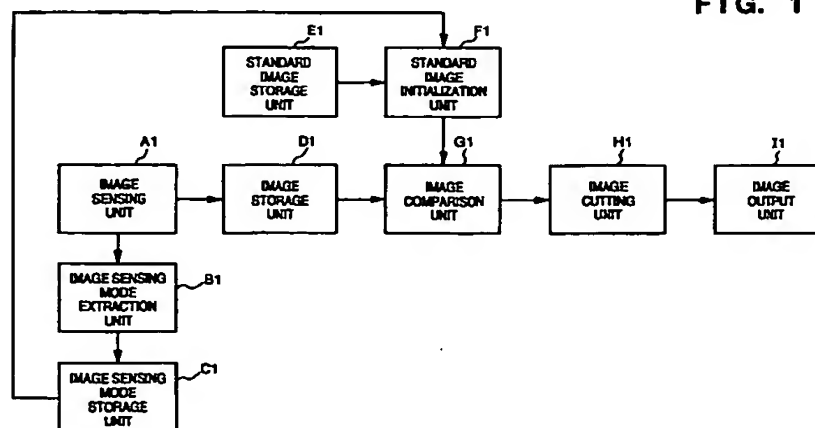 FIG. 1
E1
STANDARD
IMAGE
STORAGE
UNIT
F1
STANDARD
IMAGE
INITIALIZATION
UNIT
A1
IMAGE
SENSING
UNIT
D1
IMAGE
STORAGE
UNIT
G1
IMAGE
COMPARISON
UNIT
H1
IMAGE
CUTTING
UNIT
I1
IMAGE
OUTPUT
UNIT
IMAGE SENSING
MODE
EXTRACTION
UNIT
B1
IMAGE SENSING
MODE
STORAGE
UNIT
C1